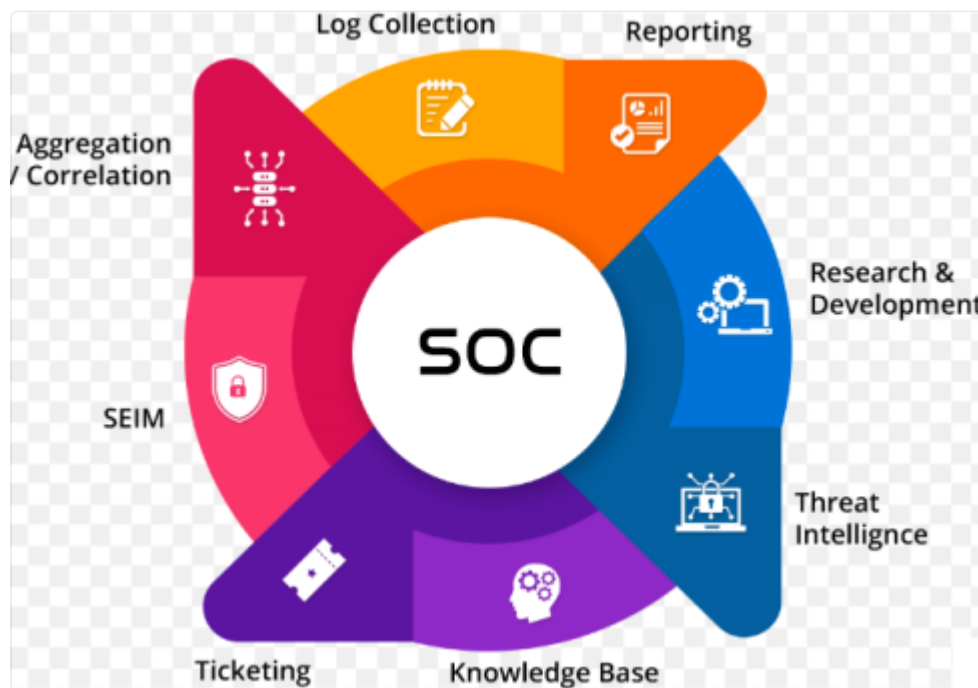 Log Collection
Reporting
Aggregation
/ Correlation
Research &
Development
SOC
SEIM
Threat
Intellignce
Ticketing
Knowledge Base